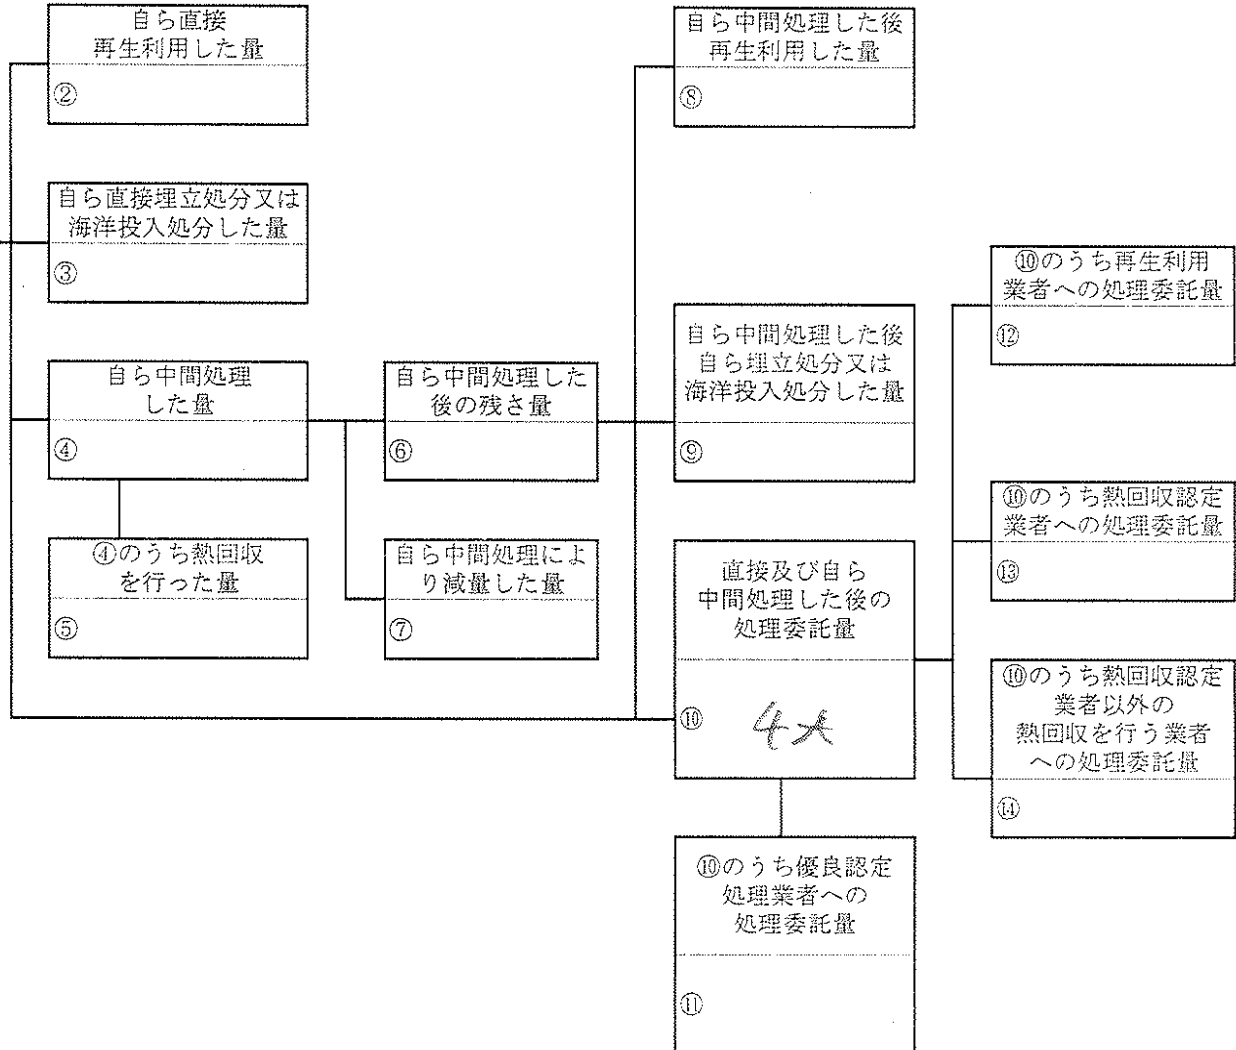 自ら直接
再生利用した量
②
自ら直接埋立処分又は
海洋投入処分した量
③
自ら中間処理
した量
④
④のうち熱回収
を行った量
⑤
自ら中間処理した
後の残さ量
⑥
自ら中間処理によ
り減量した量
⑦
自ら中間処理した後
再生利用した量
⑧
自ら中間処理した後
自ら埋立処分又は
海洋投入処分した量
⑨
直接及び自ら
中間処理した後の
処理委託量
⑩ 4
⑩のうち優良認定
処理業者への
処理委託量
⑪
⑩のうち再生利用
業者への処理委託量
⑫
⑩のうち熱回収認定
業者への処理委託量
⑬
⑩のうち熱回収認定
業者以外の
熱回収を行う業者
への処理委託量
⑭